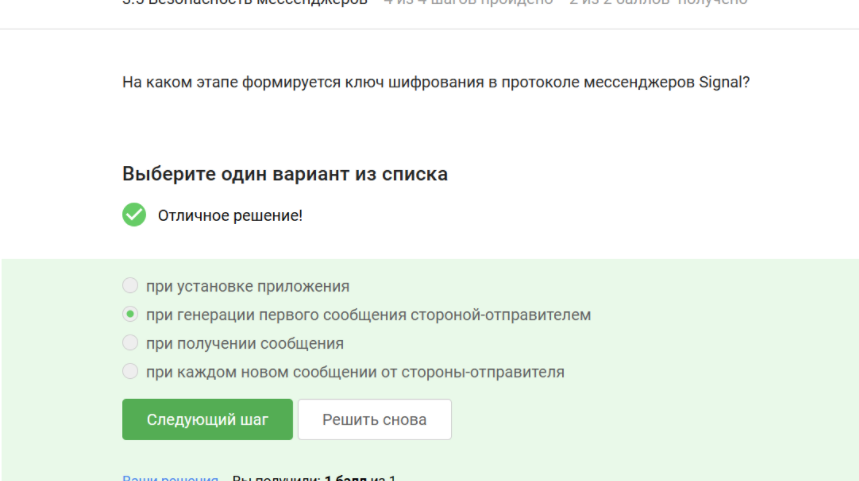 3.3 Безопасность мессенджеров 4 из 4 шагов пройдено 2 из 2 баллов получено
На каком этапе формируется ключ шифрования в протоколе мессенджеров Signal?
Выберите один вариант из списка
Отличное решение!
при установке приложения
при генерации первого сообщения стороной-отправителем
при получении сообщения
при каждом новом сообщении от стороны-отправителя
Следующий шаг Решить снова
Ваши решения Вы получили: 1 балл из 1